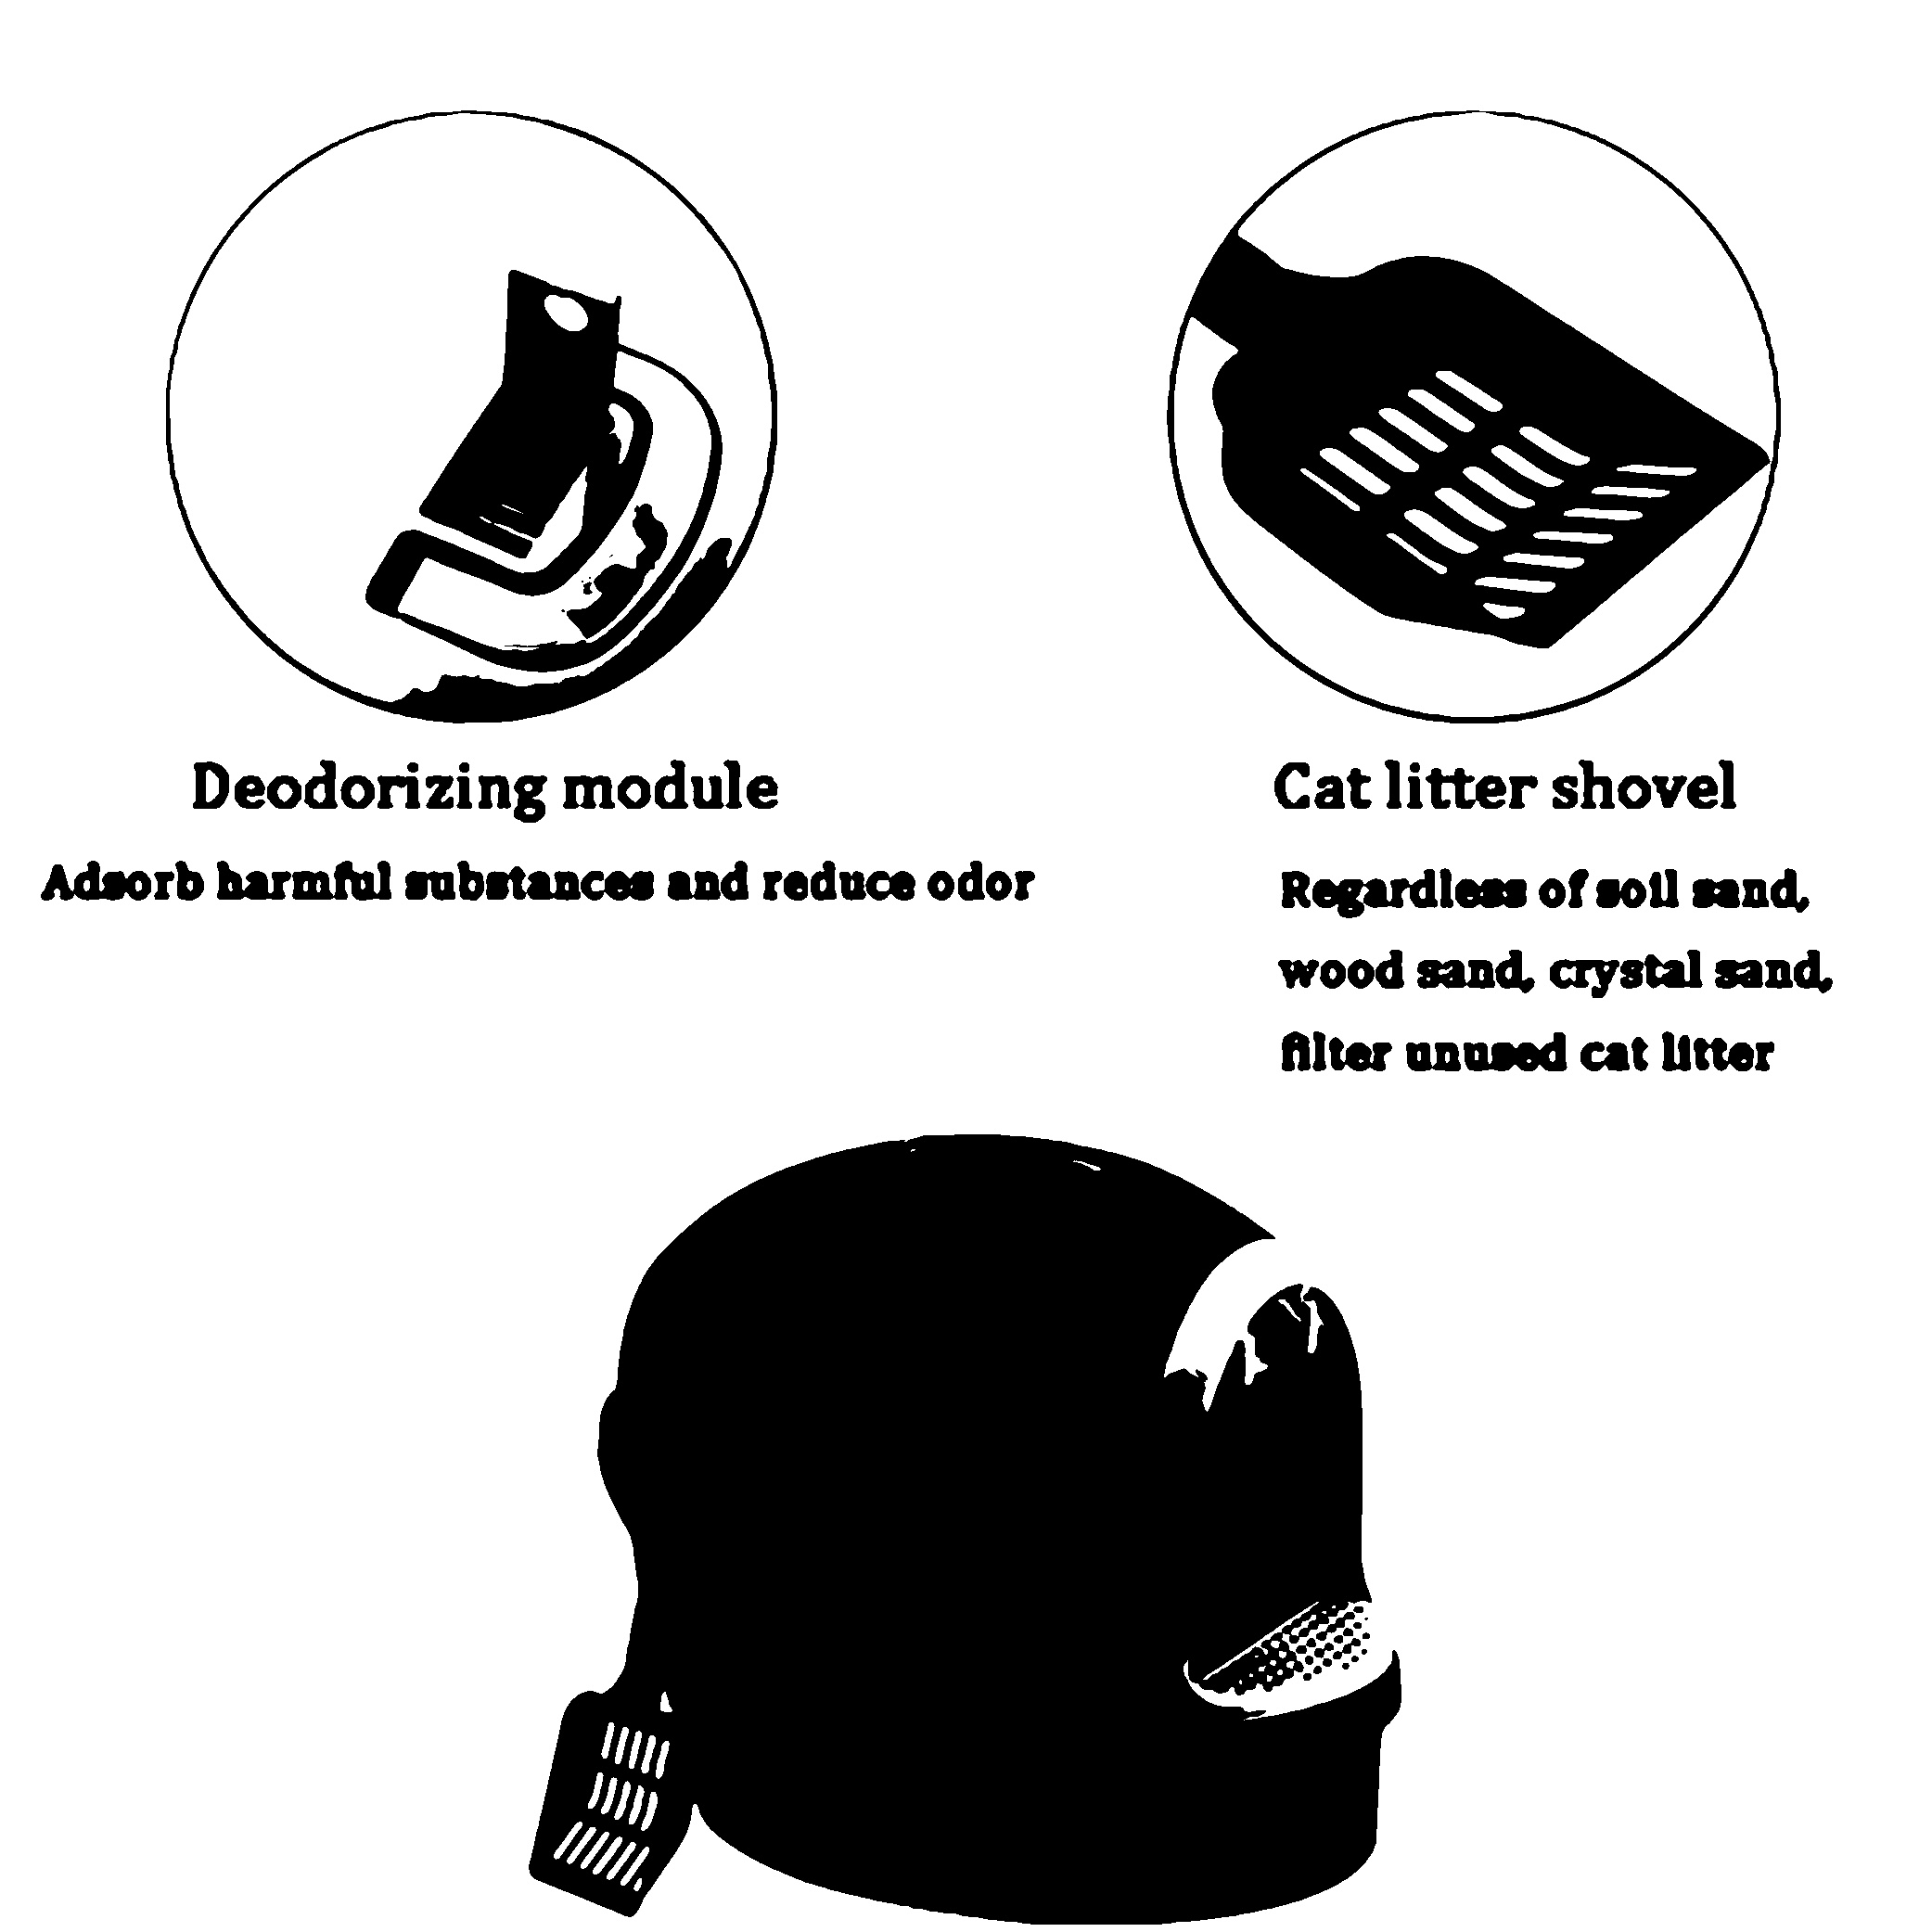 Deodorizing module
Adsorb harmful substances and reduce odor
Cat litter shovel
Regardless of soil sand,
wood sand, crystal sand,
filter unused cat litter